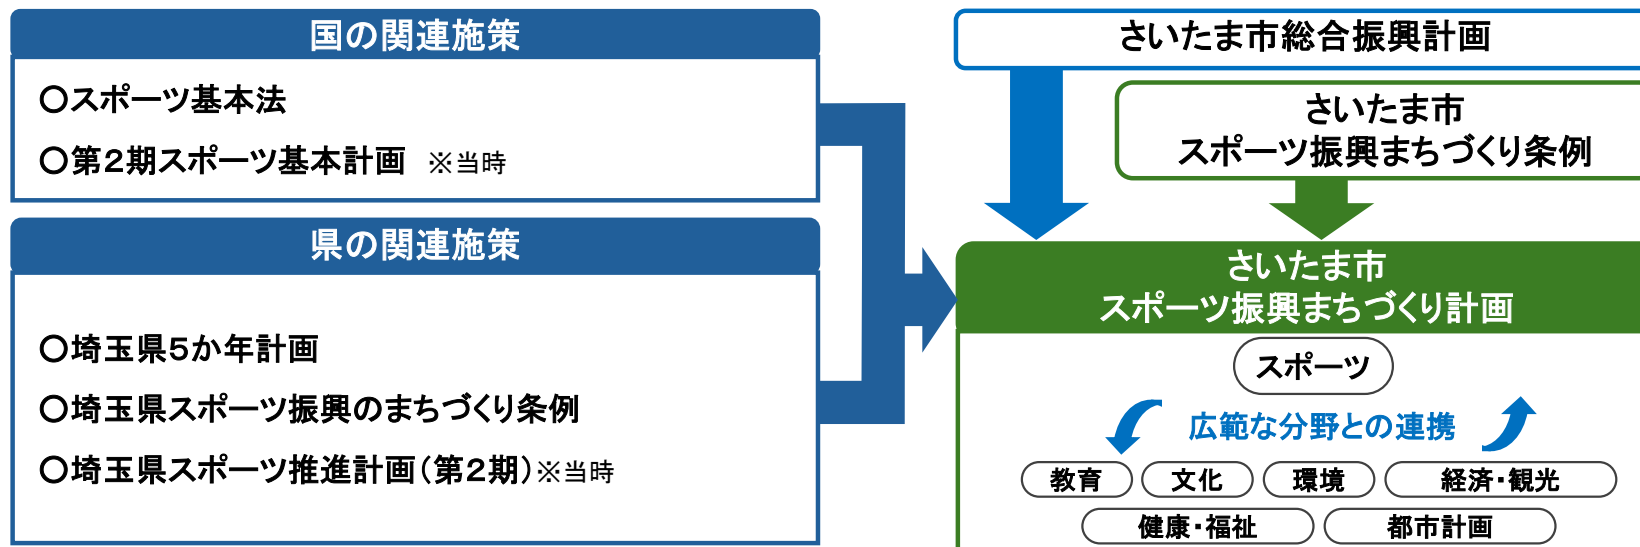 国の関連施策
○スポーツ基本法
○第2期スポーツ基本計画 ※当時
県の関連施策
○埼玉県5か年計画
○埼玉県スポーツ振興のまちづくり条例
○埼玉県スポーツ推進計画(第2期)※当時
さいたま市総合振興計画
さいたま市
スポーツ振興まちづくり条例
さいたま市
スポーツ振興まちづくり計画
スポーツ
広範な分野との連携
教育 文化 環境 経済・観光
健康・福祉 都市計画